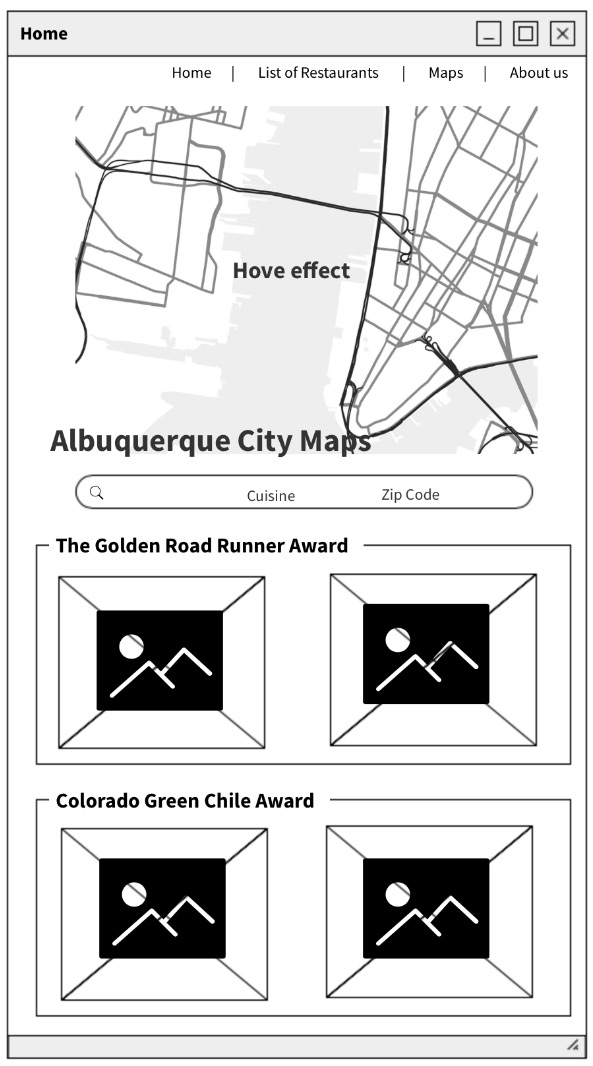 Home
Home | List of Restaurants | Maps | About us
Hove effect
Albuquerque City Maps
Cuisine Zip Code
The Golden Road Runner Award
Colorado Green Chile Award